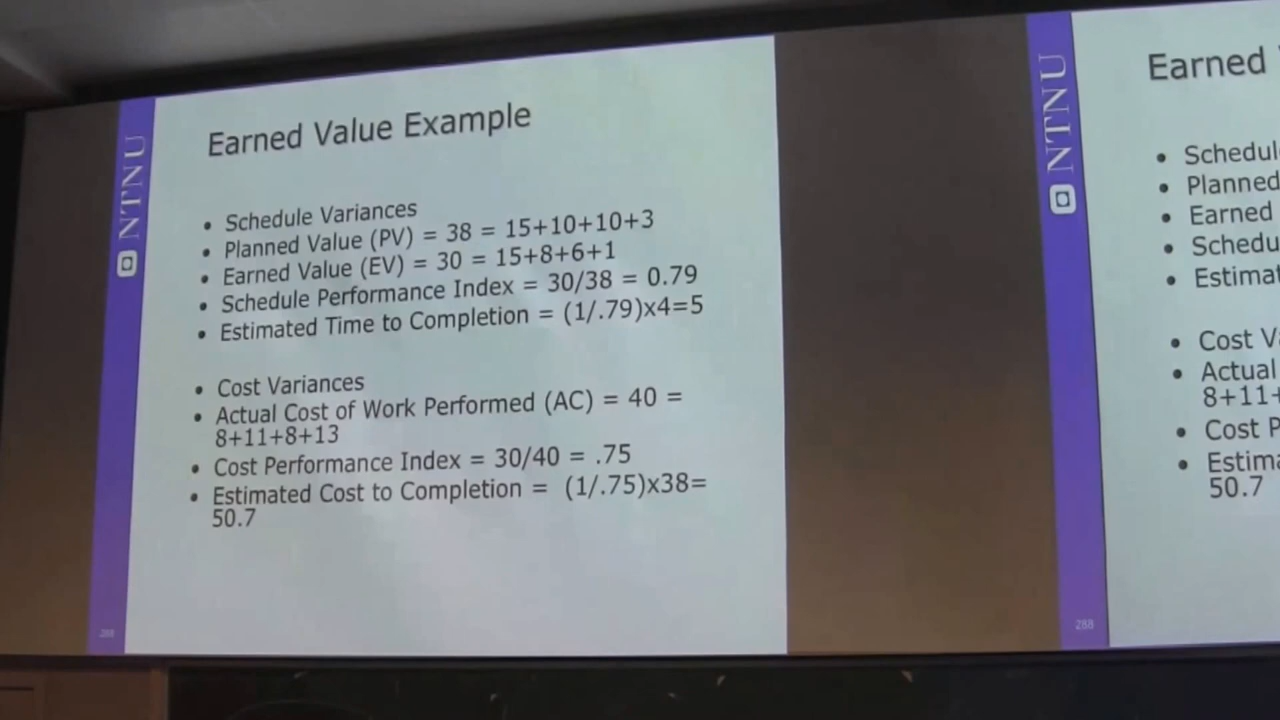 NTNU
Earned Value Example
• Schedule Variances
• Planned Value (PV) = 38 = 15+10+10+3
• Earned Value (EV) = 30 = 15+8+6+1
• Schedule Performance Index = 30/38 = 0.79
• Estimated Time to Completion = (1/.79)x4=5
• Cost Variances
• Actual Cost of Work Performed (AC) = 40 =
8+11+8+13
• Cost Performance Index = 30/40 = .75
• Estimated Cost to Completion = (1/.75)x38=
50.7
288
NTNU
Earned
• Schedul
• Planned
• Earned
• Schedu
• Estimat
• Cost V
• Actual
8+11+
• Cost P
• Estima
50.7
288